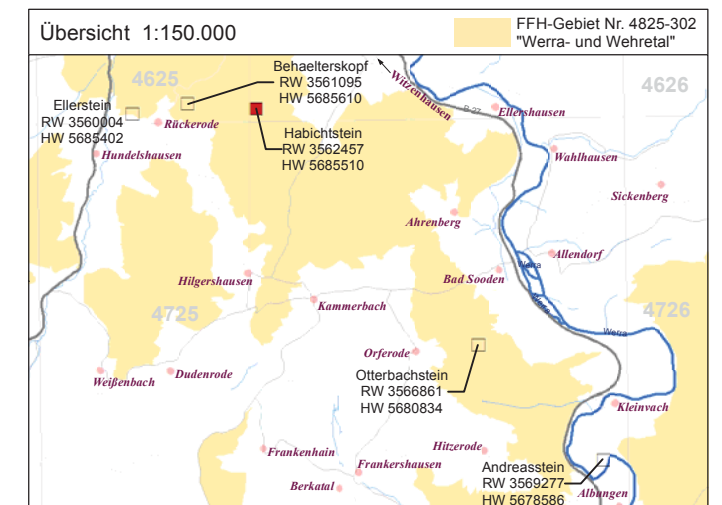 Übersicht 1:150.000
FFH-Gebiet Nr. 4825-302
"Werra- und Wehretal"
Behaelterskopf
RW 3561095
HW 5685610
4625
4626
Witzenhausen
B 27
Ellerstein
RW 3560004
HW 5685402
Rückerode
Ellershausen
Habichtstein
RW 3562457
HW 5685510
Hundelshausen
Wahlhausen
Sickenberg
Ahrenberg
Allendorf
Werra
Bad Sooden
Hilgershausen
Kammerbach
Werra
4725
4726
Werra
Orferode
Otterbachstein
RW 3566861
HW 5680834
Weißenbach
Dudenrode
Kleinvach
Frankenhain
Hitzerode
Frankershausen
Andreasstein
RW 3569277
HW 5678586
Berkatal
Albungen